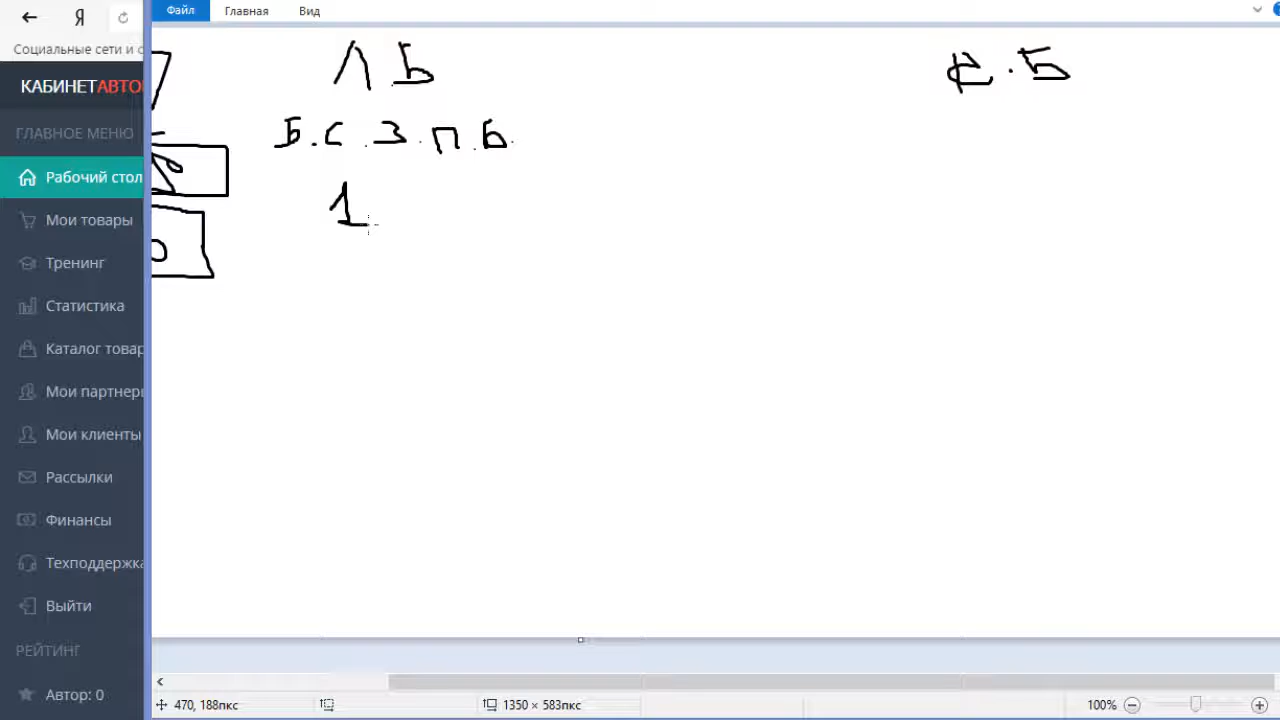 Файл Главная Вид
Социальные сети и с
КАБИНЕТАВТО
ГЛАВНОЕ МЕНЮ
Рабочий стол
Мои товары
Тренинг
Статистика
Каталог товар
Мои партнеры
Мои клиенты
Рассылки
Финансы
Техподдержка
Выйти
РЕЙТИНГ
Автор: 0
Л Б
Б.С.З.П.Б.
1.
470, 188пкс
1350 × 583пкс
100%